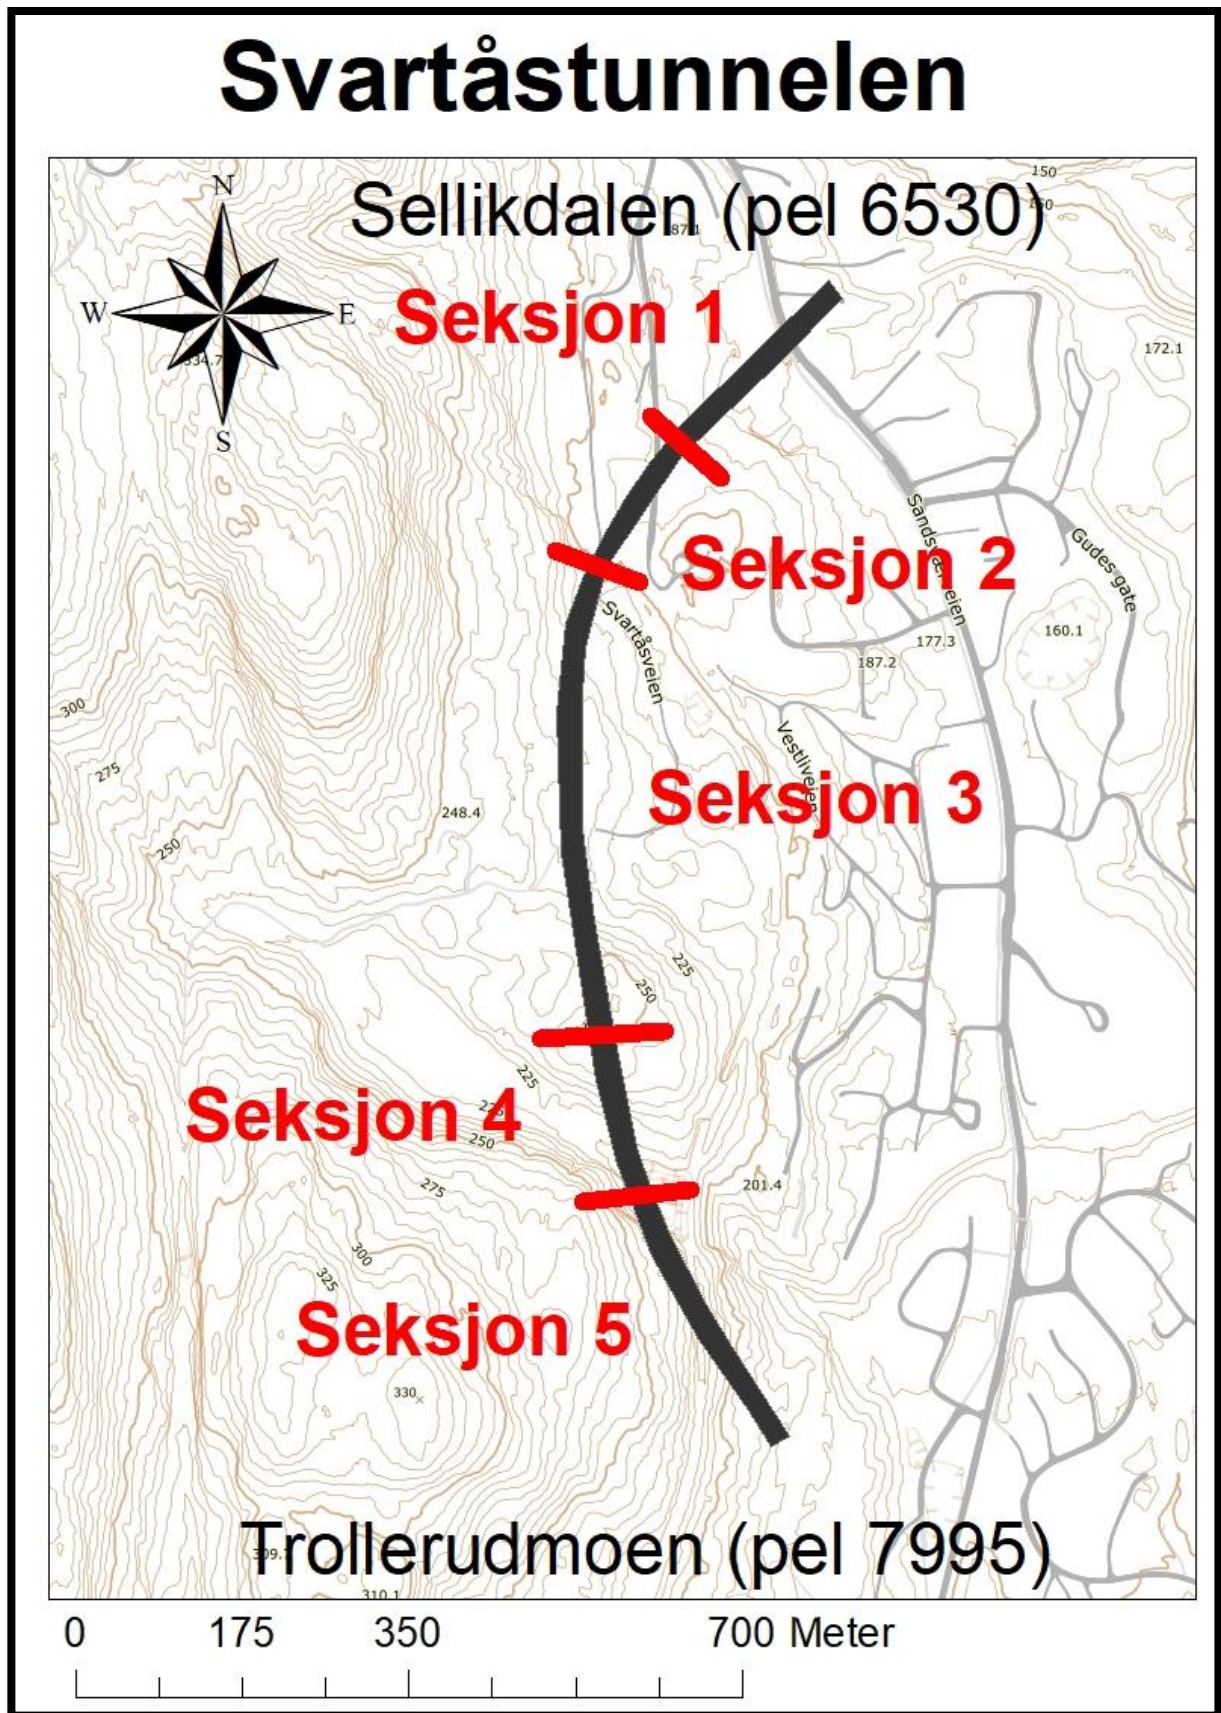 Svartåstunnelen
Sellikdalen (pel 6530)
150
N
Seksjon 1
W
E
172.1
S
Sandsværveien
Gudes gate
Seksjon 2
Svartåsveien
160.1
177.3
187.2
300
Vestliveien
275
Seksjon 3
248.4
250
225
250
225
Seksjon 4
250
275
201.4
300
325
Seksjon 5
330
Trollerudmoen (pel 7995)
310.1
0 175 350 700 Meter